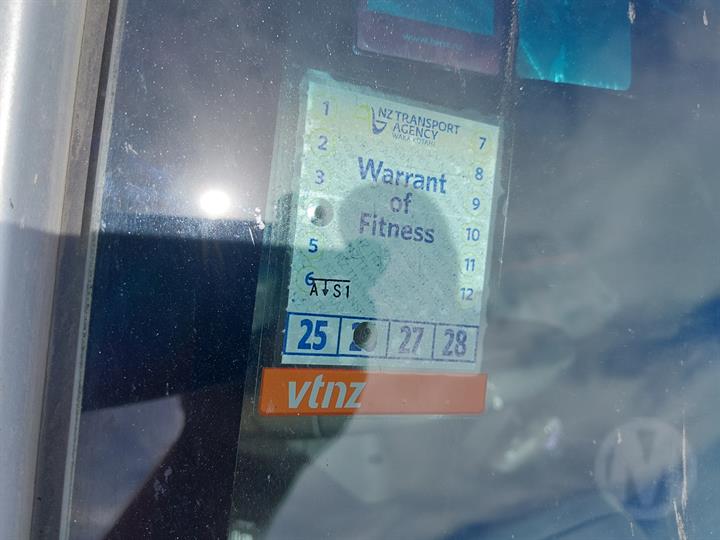 NZ TRANSPORT
AGENCY
WAKA KOTAHI
Warrant
of
Fitness
1
2
3
5
6
7
8
9
10
11
12
A↓S1
25 27 28
vtnz
M